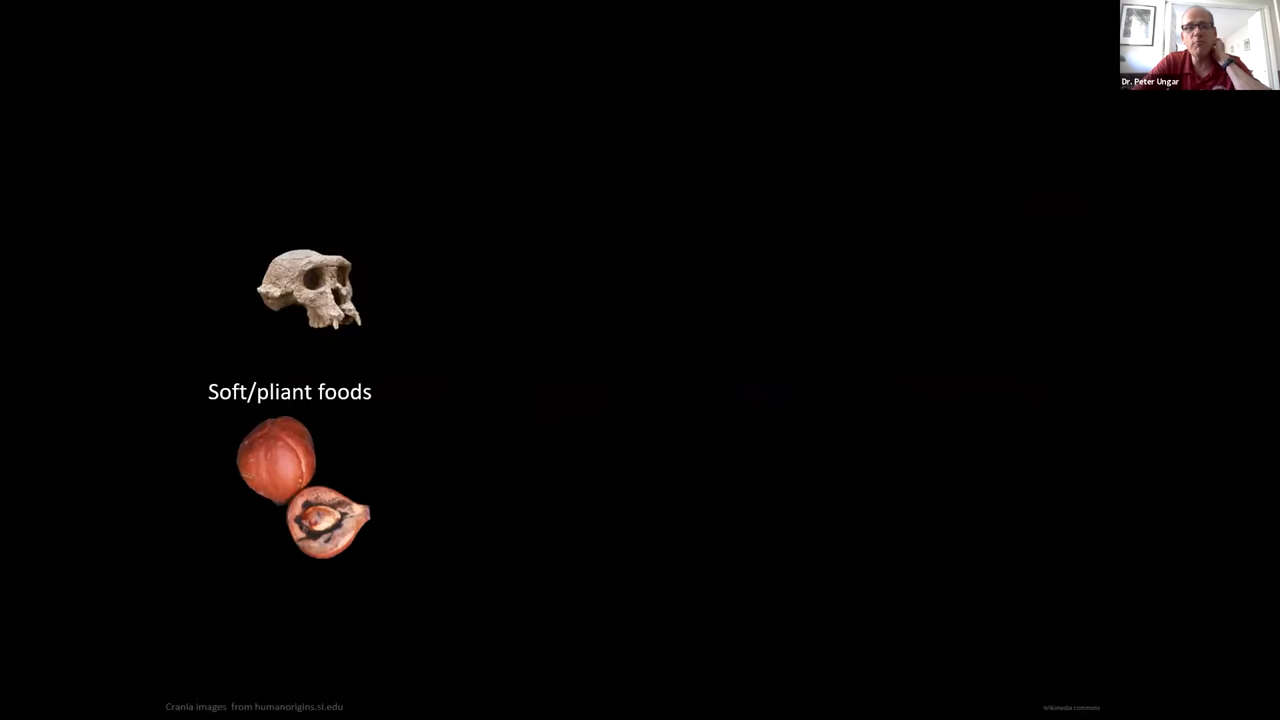 Dr. Peter Ungar
Soft/pliant foods
Crania images from humanorigins.si.edu
Wikimedia commons